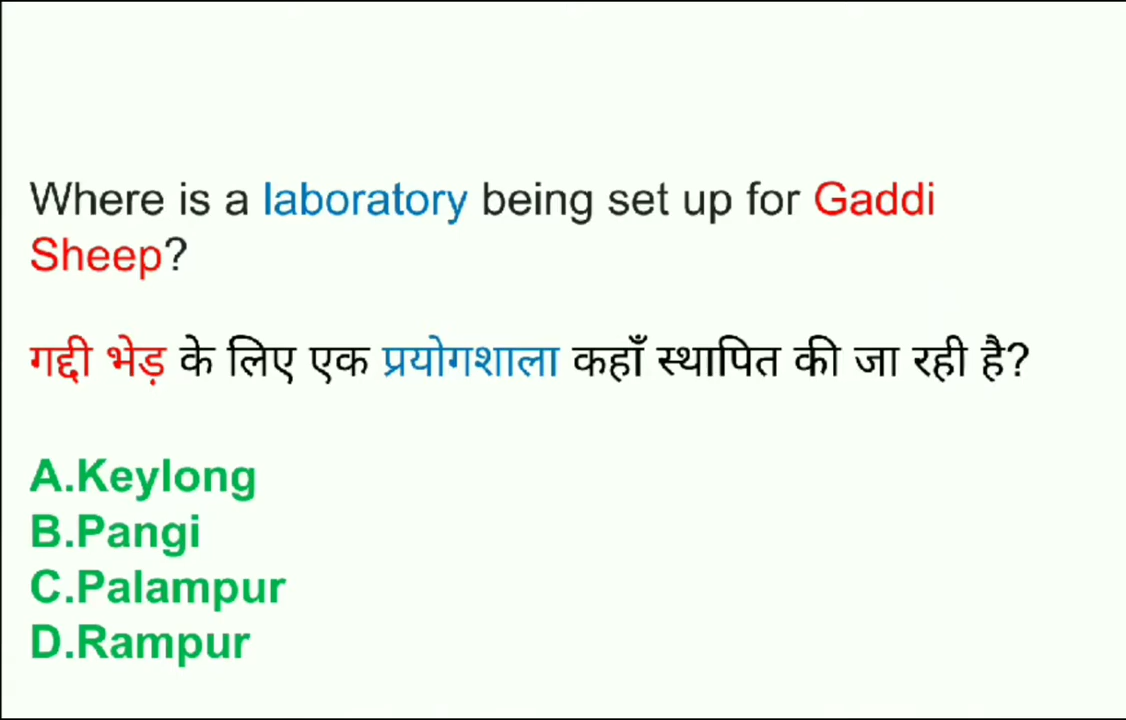 Where is a laboratory being set up for Gaddi
Sheep?
गद्दी भेड़ के लिए एक प्रयोगशाला कहाँ स्थापित की जा रही है?
A.Keylong
B.Pangi
C.Palampur
D.Rampur